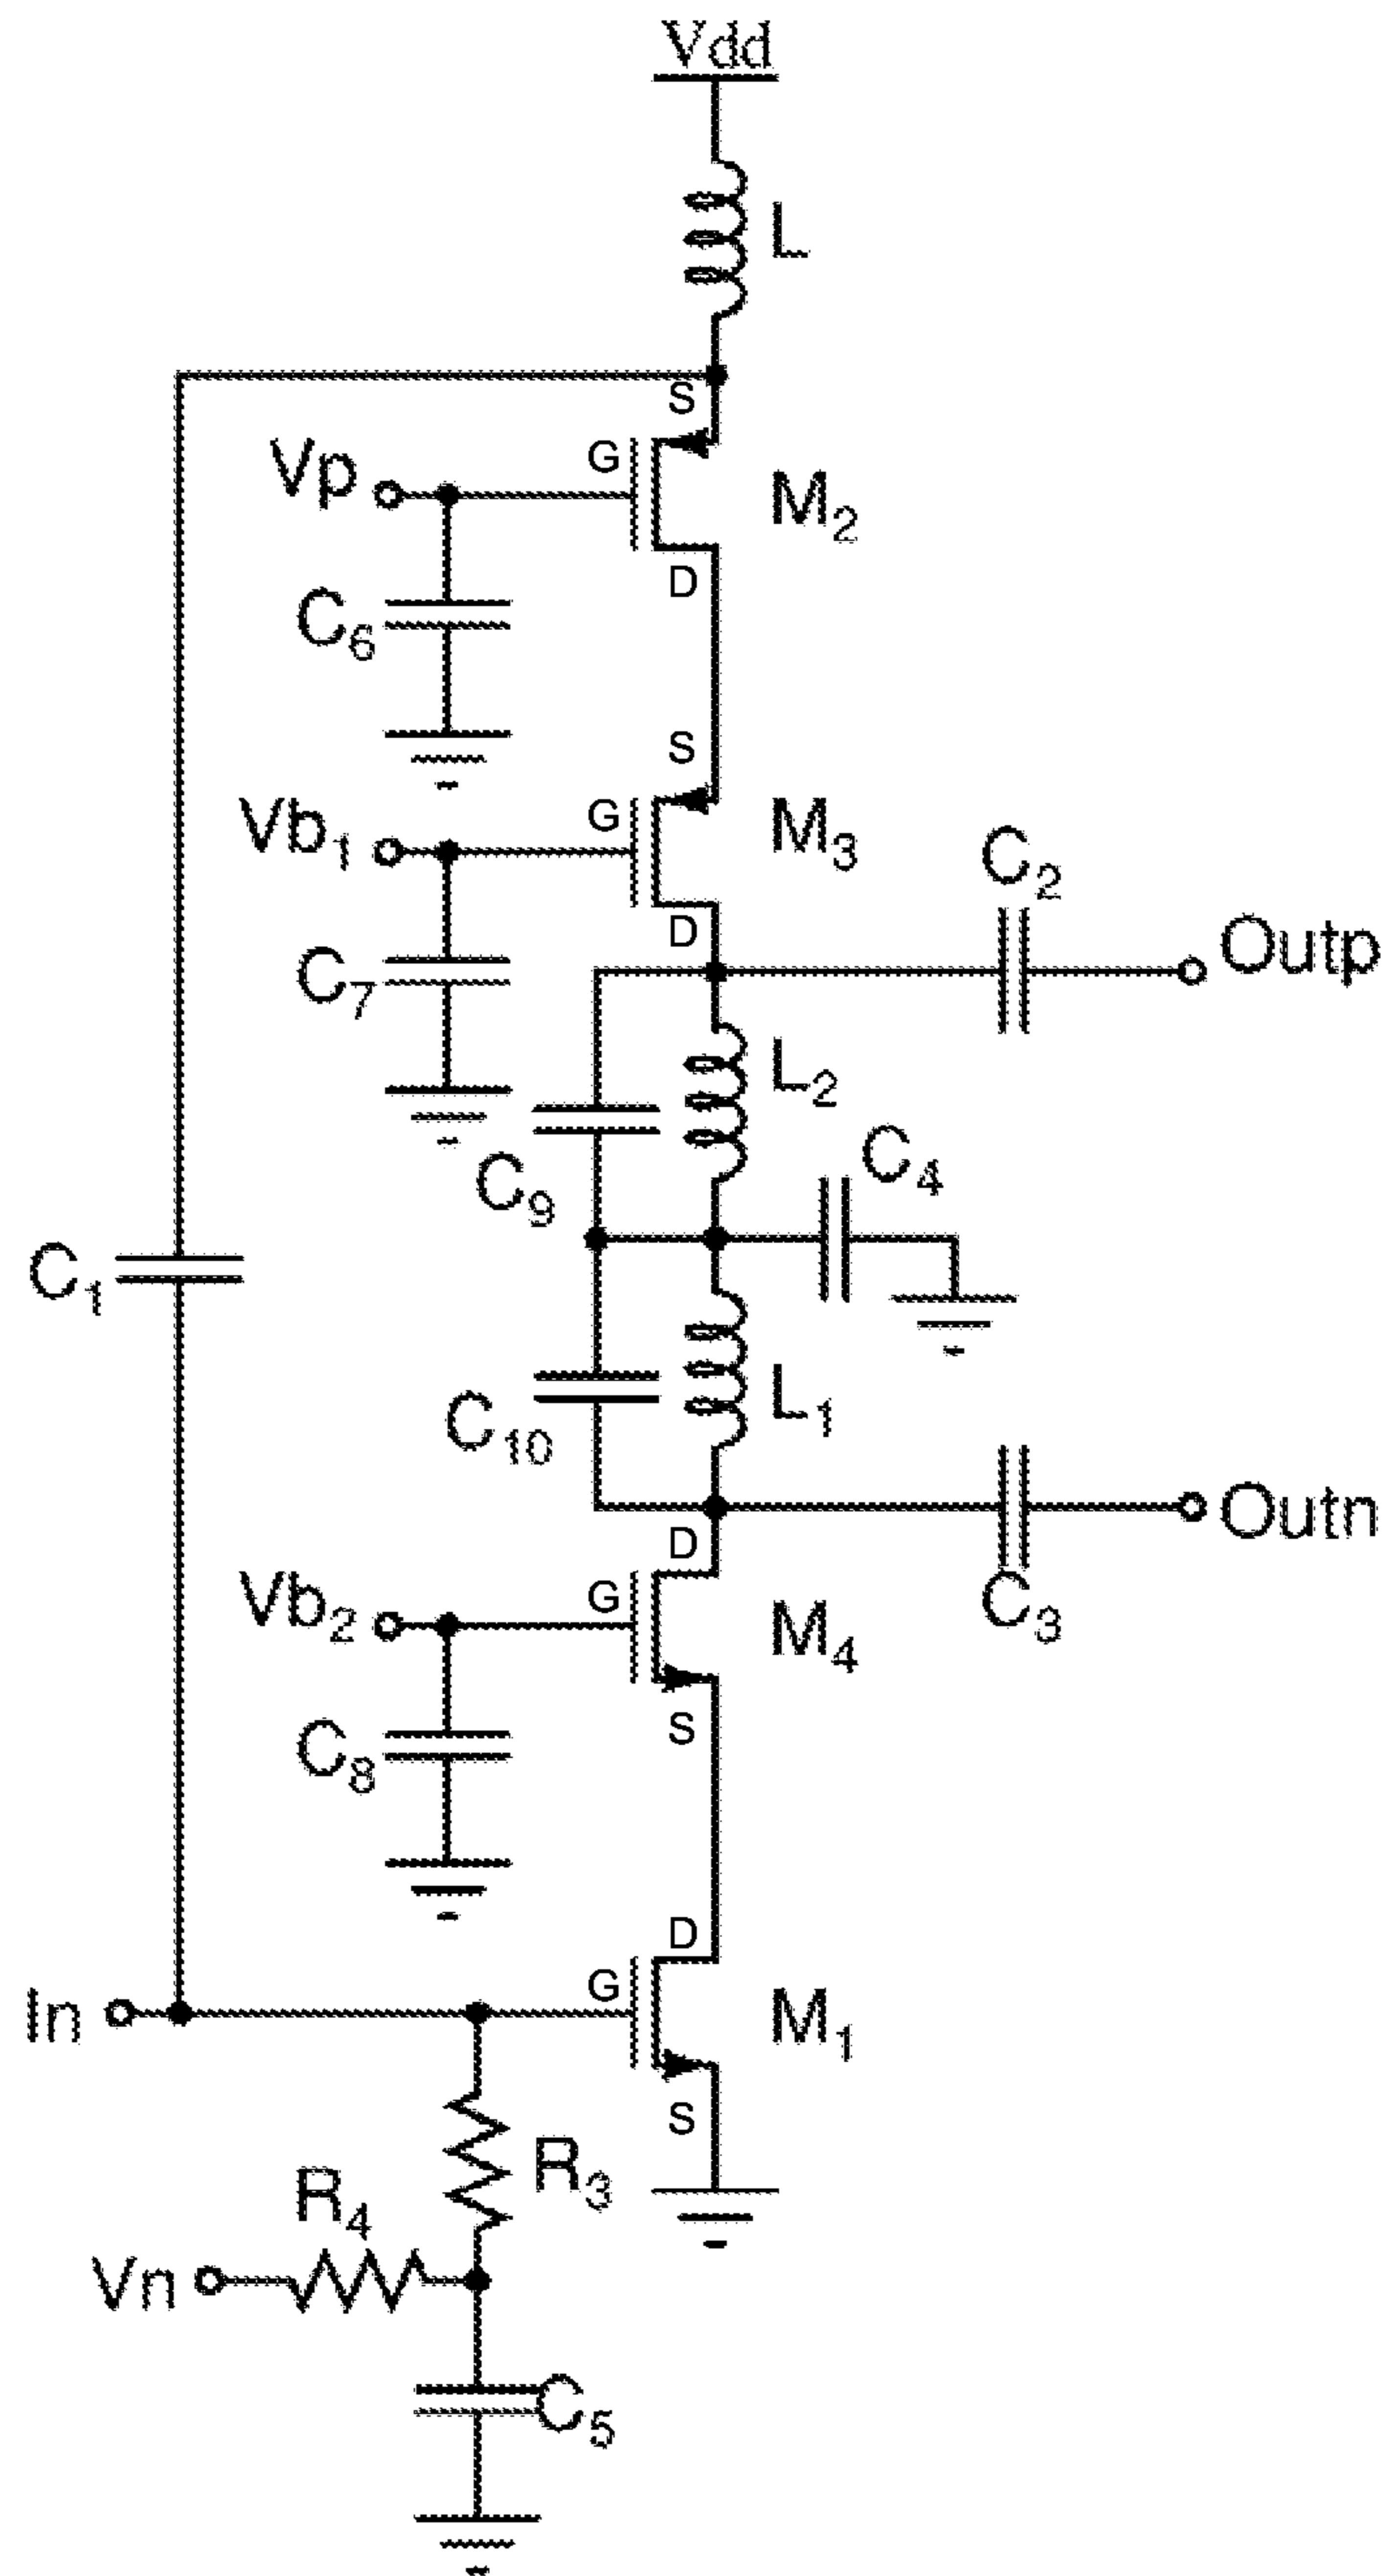 Vdd
L
S
G
Vp
M2
D
C6
S
G
Vb1
M3
D
C2
Outp
C7
L2
C9
C4
C1
L1
C10
Outn
D
G
Vb2
M4
C3
S
C8
D
G
In
M1
S
R3
R4
Vn
C5